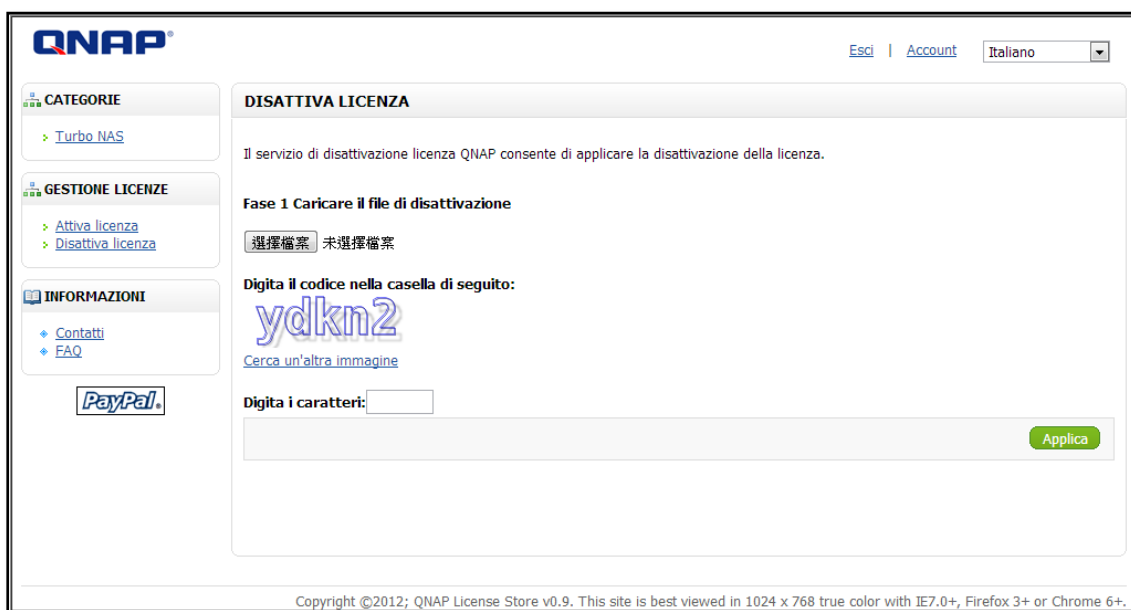 QNAP®
Esci | Account Italiano
CATEGORIE
Turbo NAS
GESTIONE LICENZE
Attiva licenza
Disattiva licenza
INFORMAZIONI
Contatti
FAQ
PayPal.
DISATTIVA LICENZA
Il servizio di disattivazione licenza QNAP consente di applicare la disattivazione della licenza.
Fase 1 Caricare il file di disattivazione
選擇檔案 未選擇檔案
Digita il codice nella casella di seguito:
ydkn2
Cerca un'altra immagine
Digita i caratteri:
Applica
Copyright ©2012; QNAP License Store v0.9. This site is best viewed in 1024 x 768 true color with IE7.0+, Firefox 3+ or Chrome 6+.